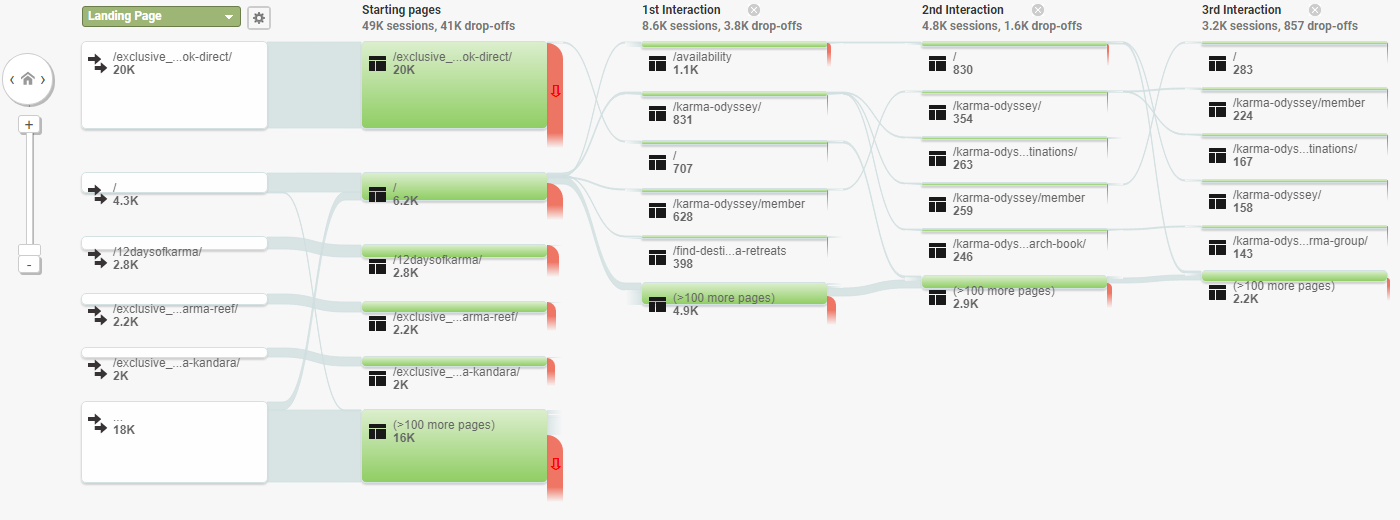 Landing Page
/exclusive_...ok-direct/
20K
/
4.3K
/12daysofkarma/
2.8K
/exclusive_...arma-reef/
2.2K
/exclusive_...a-kandara/
2K
...
18K
Starting pages
49K sessions, 41K drop-offs
/exclusive_...ok-direct/
20K
/
6.2K
/12daysofkarma/
2.8K
/exclusive_...arma-reef/
2.2K
/exclusive_...a-kandara/
2K
(>100 more pages)
16K
1st Interaction
8.6K sessions, 3.8K drop-offs
/availability
1.1K
/karma-odyssey/
831
/
707
/karma-odyssey/member
628
/find-desti...a-retreats
398
(>100 more pages)
4.9K
2nd Interaction
4.8K sessions, 1.6K drop-offs
/
830
/karma-odyssey/
354
/karma-odys...tinations/
263
/karma-odyssey/member
259
/karma-odys...arch-book/
246
(>100 more pages)
2.9K
3rd Interaction
3.2K sessions, 857 drop-offs
/
283
/karma-odyssey/member
224
/karma-odys...tinations/
167
/karma-odyssey/
158
/karma-odys...rma-group/
143
(>100 more pages)
2.2K
+
-